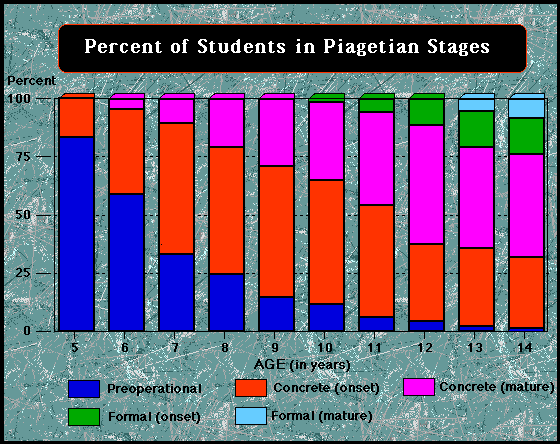 Percent of Students in Piagetian Stages
Percent
100
75
50
25
0
5 6 7 8 9 10 11 12 13 14
AGE (in years)
Preoperational Concrete (onset) Concrete (mature)
Formal (onset) Formal (mature)